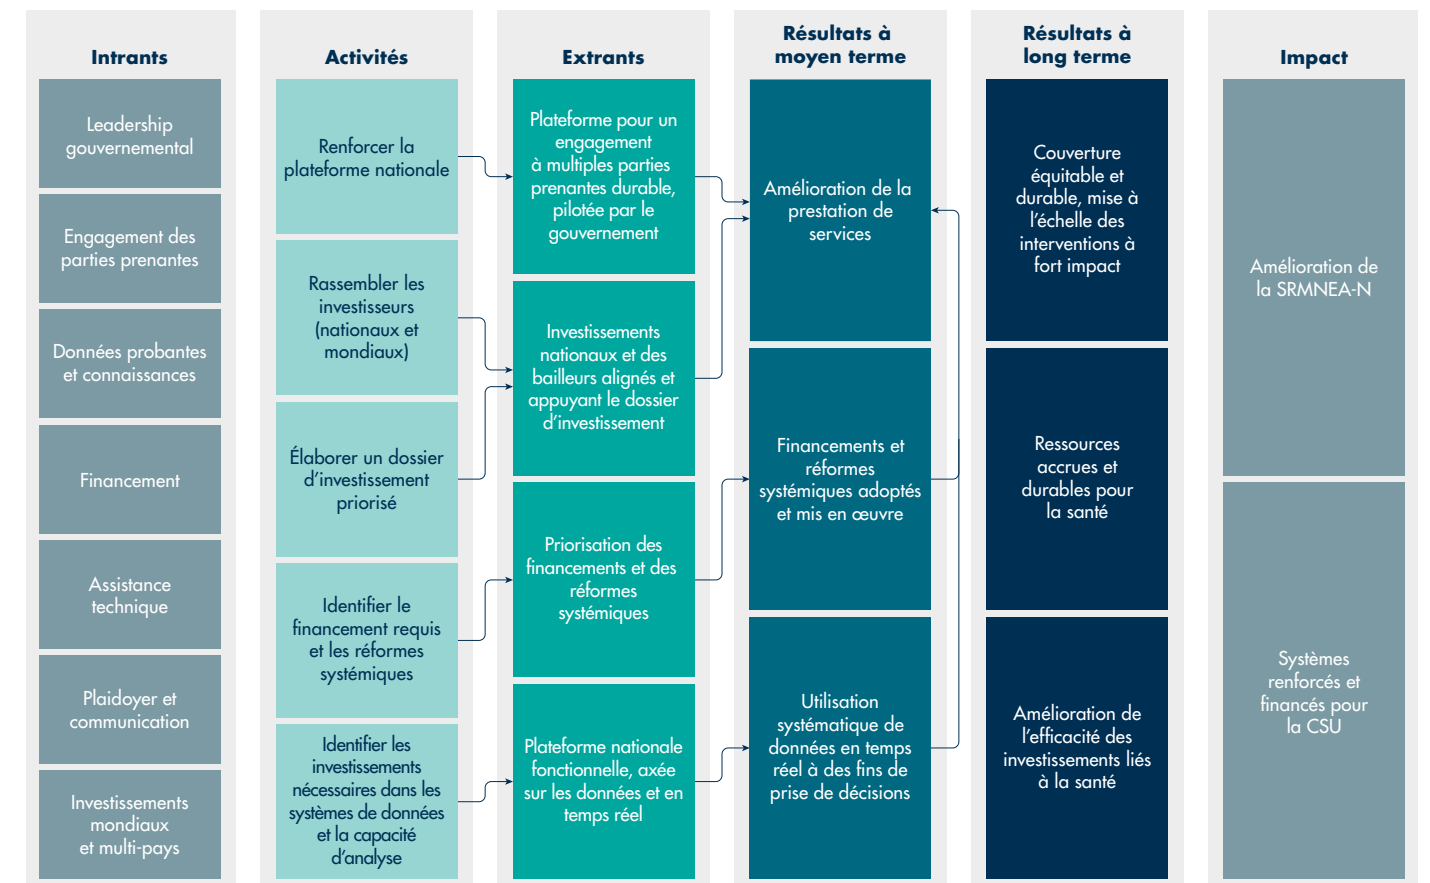 Intrants
Leadership
gouvernemental
Engagement des
parties prenantes
Données probantes
et connaissances
Financement
Assistance
technique
Plaidoyer et
communication
Investissements
mondiaux
et multi-pays
Activités
Renforcer la
plateforme nationale
Rassembler les
investisseurs
(nationaux et
mondiaux)
Élaborer un dossier
d’investissement
priorisé
Identifier le
financement requis
et les réformes
systémiques
Identifier les
investissements
nécessaires dans les
systèmes de données
et la capacité
d’analyse
Extrants
Plateforme pour un
engagement
à multiples parties
prenantes durable,
pilotée par le
gouvernement
Investissements
nationaux et des
bailleurs alignés et
appuyant le dossier
d’investissement
Priorisation des
financements et des
réformes
systémiques
Plateforme nationale
fonctionnelle, axée
sur les données et en
temps réel
Résultats à
moyen terme
Amélioration de la
prestation de
services
Financements et
réformes
systémiques adoptés
et mis en œuvre
Utilisation
systématique de
données en temps
réel à des fins de
prise de décisions
Résultats à
long terme
Couverture
équitable et
durable, mise à
l’échelle des
interventions à
fort impact
Ressources
accrues et
durables pour
la santé
Amélioration de
l’efficacité des
investissements liés
à la santé
Impact
Amélioration de
la SRMNEA-N
Systèmes
renforcés et
financés pour
la CSU